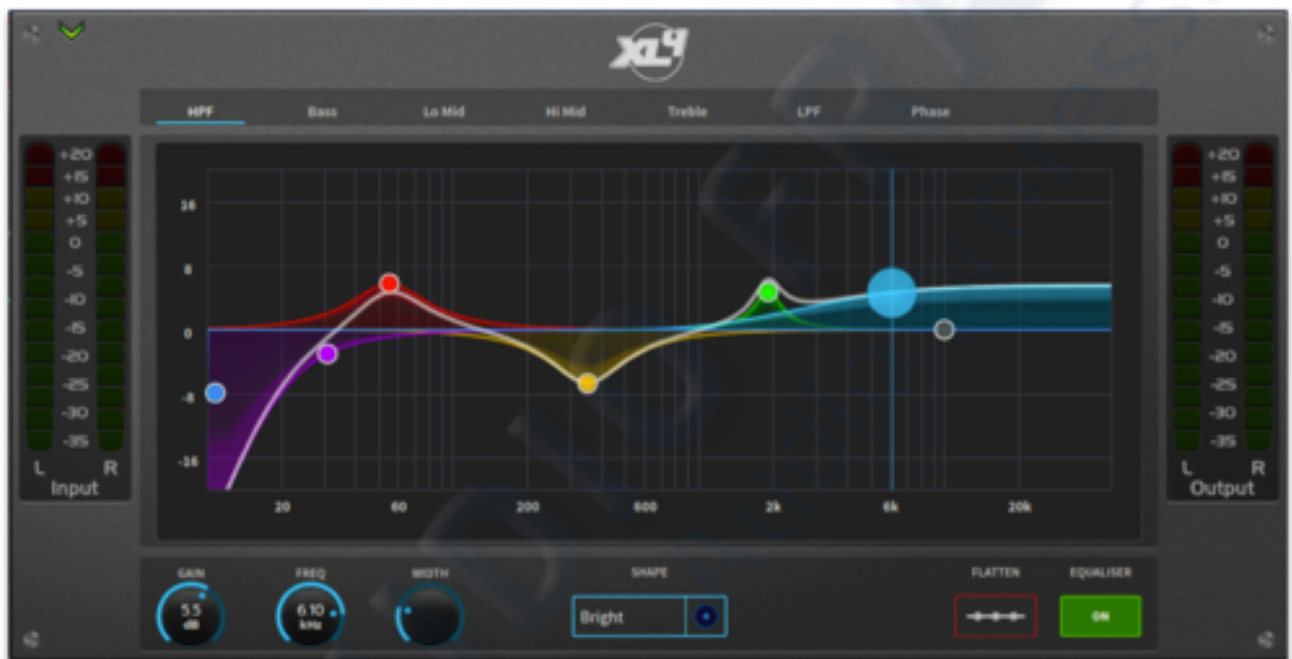 XL4
HPF Bass Lo Mid Hi Mid Treble LPF Phase
+20
+15
+10
+5
0
-5
-10
-15
-20
-25
-30
-35
L R
Input
16
8
0
-8
-16
20 60 200 600 2k 6k 20k
+20
+15
+10
+5
0
-5
-10
-15
-20
-25
-30
-35
L R
Output
GAIN FREQ WIDTH SHAPE FLATTEN EQUALISER
5.5
dB
6.10
kHz
Bright
ON